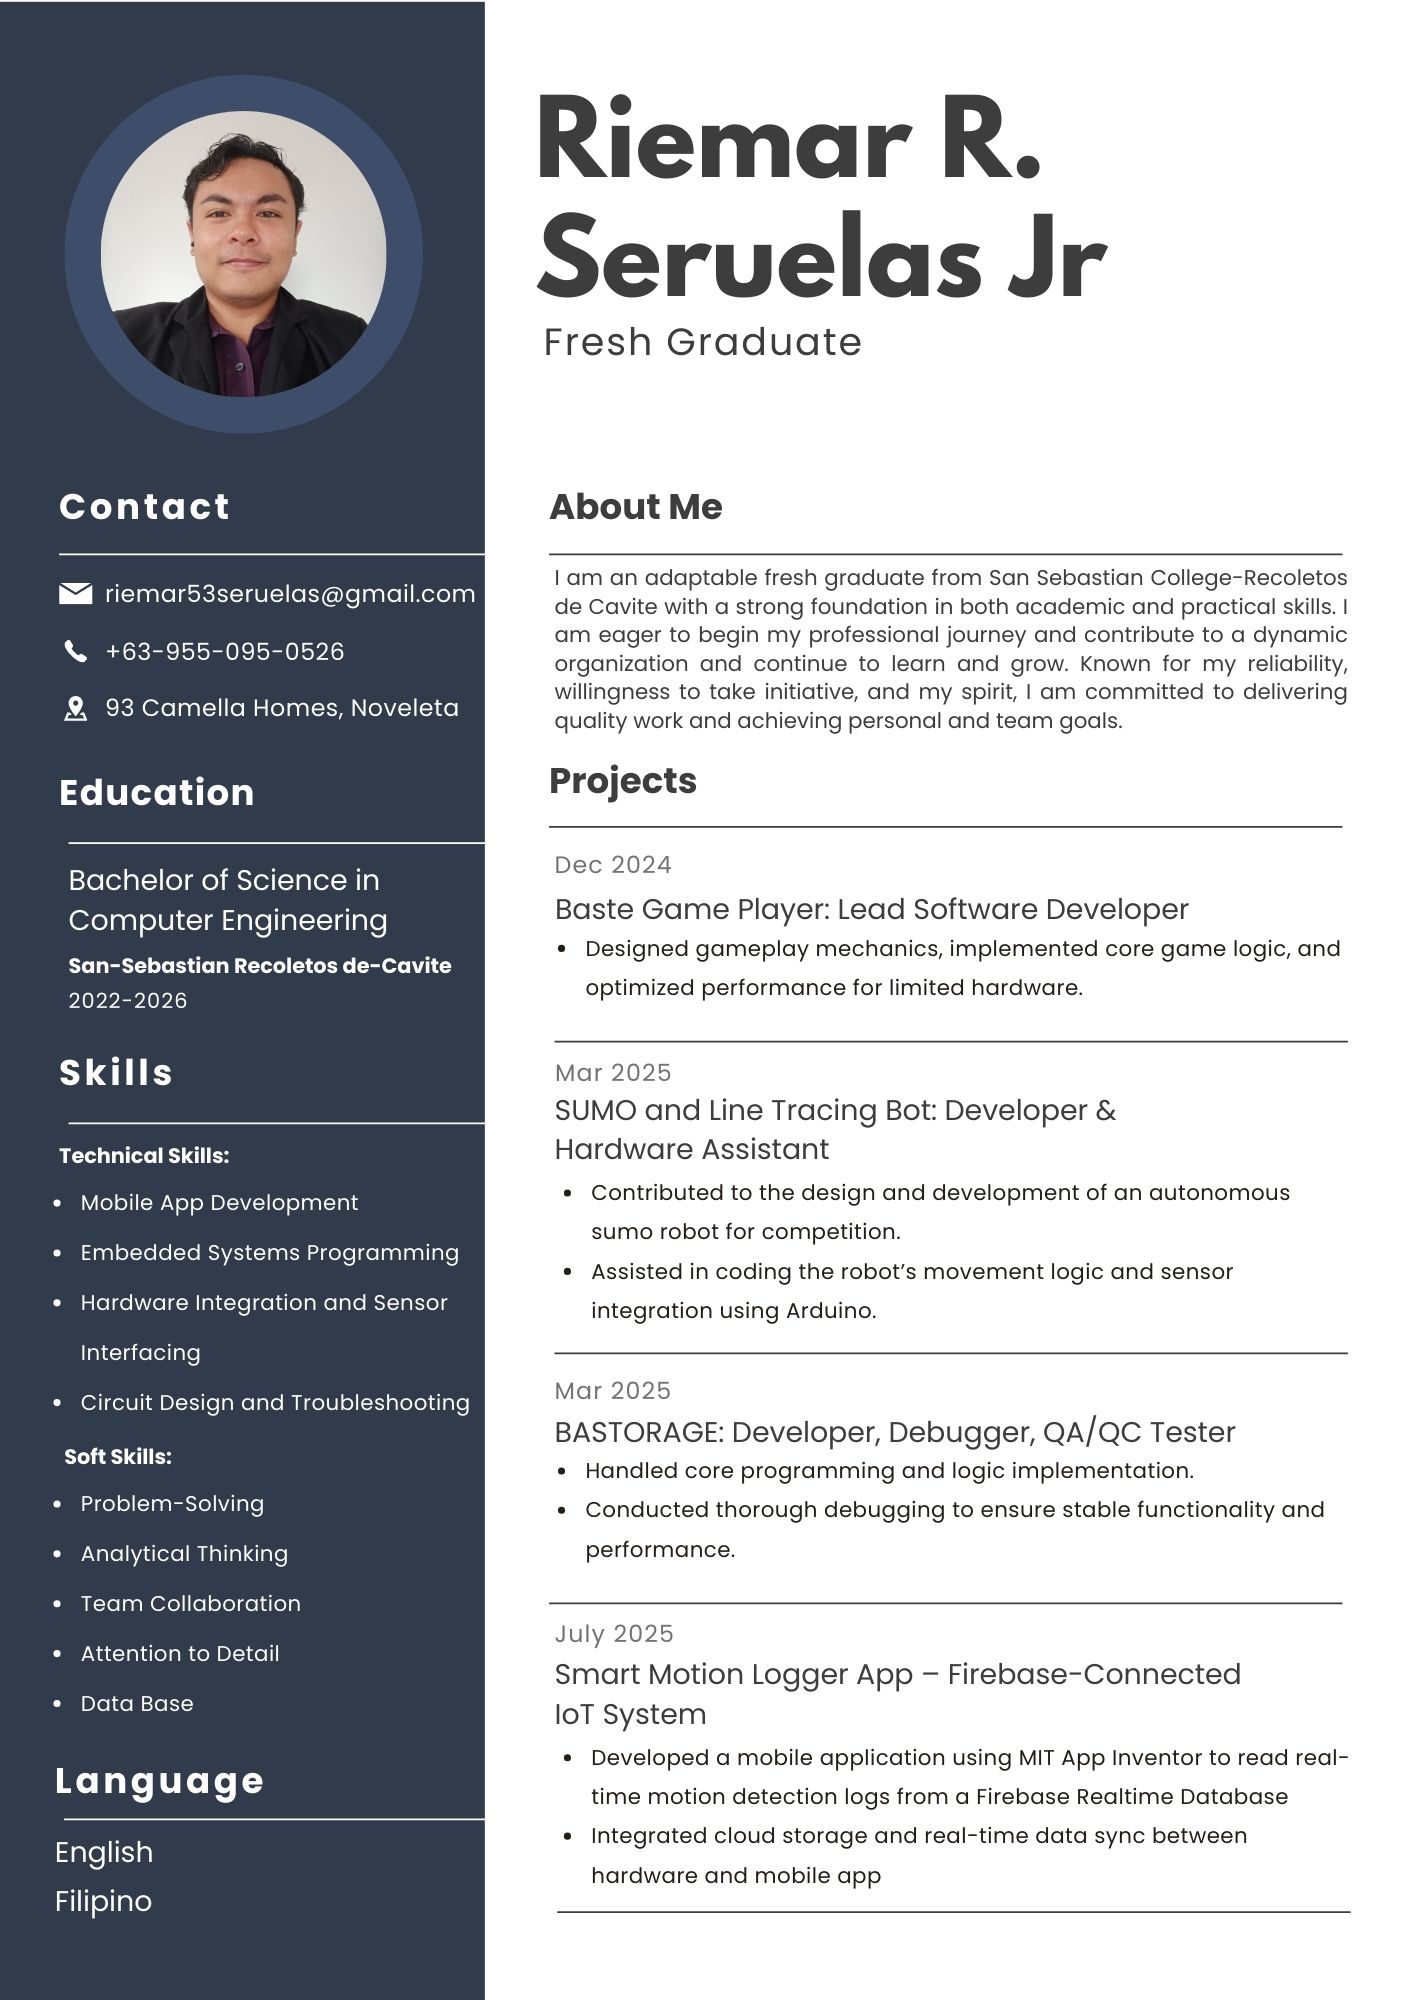 Riemar R.
Seruelas Jr
Fresh Graduate
Contact
riemar53seruelas@gmail.com
+63-955-095-0526
93 Camella Homes, Noveleta
Education
Bachelor of Science in
Computer Engineering
San-Sebastian Recoletos de-Cavite
2022-2026
Skills
Technical Skills:
• Mobile App Development
• Embedded Systems Programming
• Hardware Integration and Sensor
Interfacing
• Circuit Design and Troubleshooting
Soft Skills:
• Problem-Solving
• Analytical Thinking
• Team Collaboration
• Attention to Detail
• Data Base
Language
English
Filipino
About Me
I am an adaptable fresh graduate from San Sebastian College-Recoletos
de Cavite with a strong foundation in both academic and practical skills. I
am eager to begin my professional journey and contribute to a dynamic
organization and continue to learn and grow. Known for my reliability,
willingness to take initiative, and my spirit, I am committed to delivering
quality work and achieving personal and team goals.
Projects
Dec 2024
Baste Game Player: Lead Software Developer
• Designed gameplay mechanics, implemented core game logic, and
optimized performance for limited hardware.
Mar 2025
SUMO and Line Tracing Bot: Developer &
Hardware Assistant
• Contributed to the design and development of an autonomous
sumo robot for competition.
• Assisted in coding the robot’s movement logic and sensor
integration using Arduino.
Mar 2025
BASTORAGE: Developer, Debugger, QA/QC Tester
• Handled core programming and logic implementation.
• Conducted thorough debugging to ensure stable functionality and
performance.
July 2025
Smart Motion Logger App – Firebase-Connected
IoT System
• Developed a mobile application using MIT App Inventor to read real-
time motion detection logs from a Firebase Realtime Database
• Integrated cloud storage and real-time data sync between
hardware and mobile app